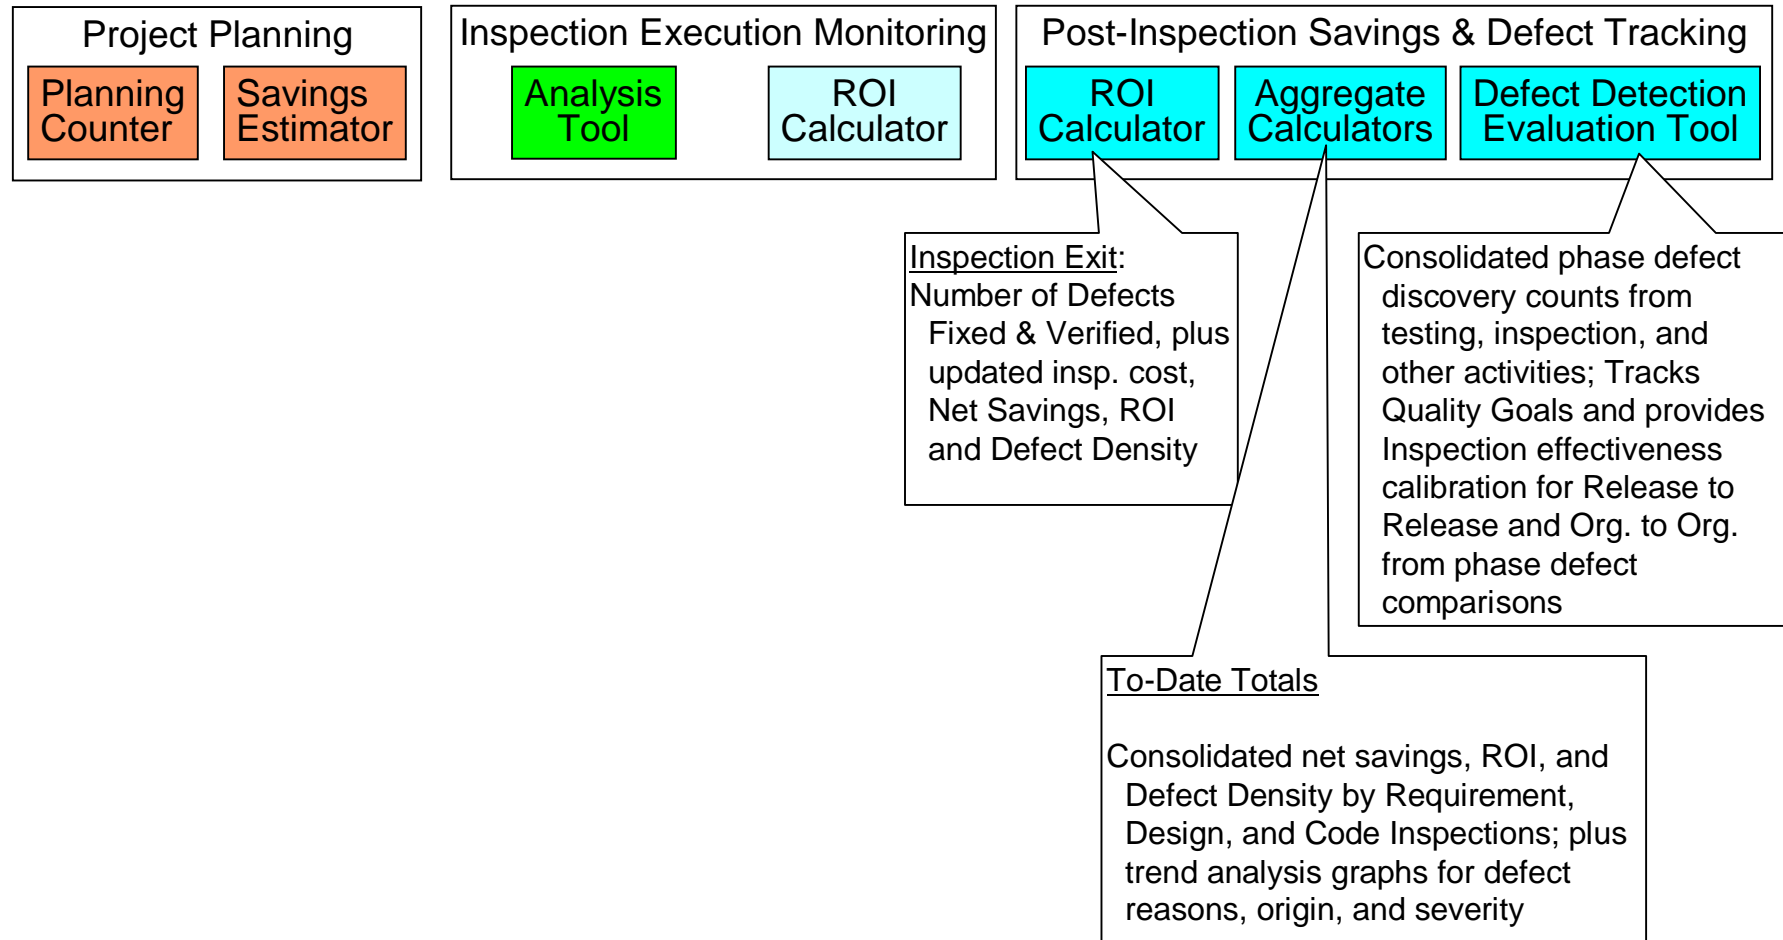 Project Planning
Planning
Counter
Savings
Estimator
Inspection Execution Monitoring
Analysis
Tool
ROI
Calculator
Post-Inspection Savings & Defect Tracking
ROI
Calculator
Aggregate
Calculators
Defect Detection
Evaluation Tool
Inspection Exit:
Number of Defects
Fixed & Verified, plus
updated insp. cost,
Net Savings, ROI
and Defect Density
Consolidated phase defect
discovery counts from
testing, inspection, and
other activities; Tracks
Quality Goals and provides
Inspection effectiveness
calibration for Release to
Release and Org. to Org.
from phase defect
comparisons
To-Date Totals
Consolidated net savings, ROI, and
Defect Density by Requirement,
Design, and Code Inspections; plus
trend analysis graphs for defect
reasons, origin, and severity